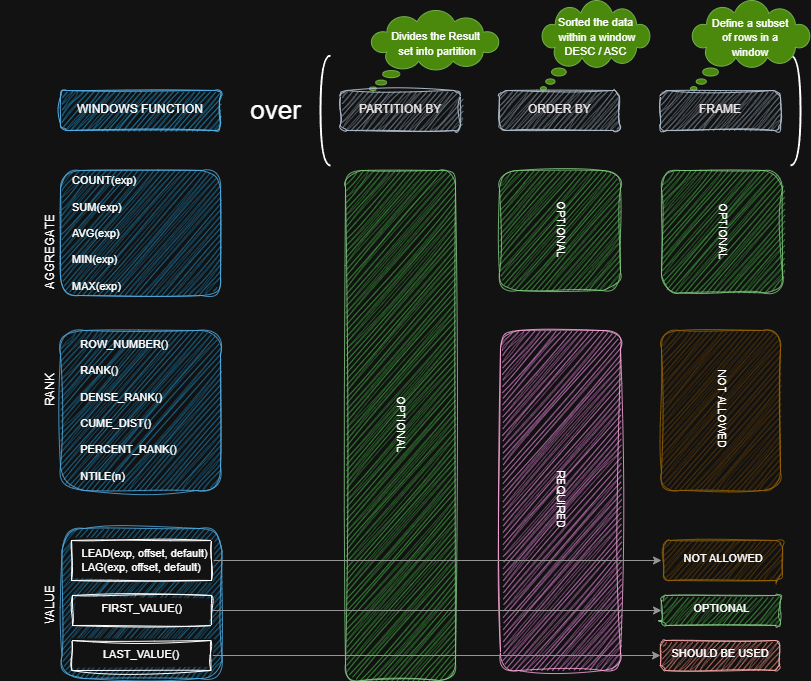 Divides the Result
set into partition
Sorted the data
within a window
DESC / ASC
Define a subset
of rows in a
window
WINDOWS FUNCTION
over
PARTITION BY
ORDER BY
FRAME
AGGREGATE
COUNT(exp)
SUM(exp)
AVG(exp)
MIN(exp)
MAX(exp)
OPTIONAL
OPTIONAL
OPTIONAL
RANK
ROW_NUMBER()
RANK()
DENSE_RANK()
CUME_DIST()
PERCENT_RANK()
NTILE(n)
REQUIRED
NOT ALLOWED
VALUE
LEAD(exp, offset, default)
LAG(exp, offset, default)
NOT ALLOWED
FIRST_VALUE()
OPTIONAL
LAST_VALUE()
SHOULD BE USED